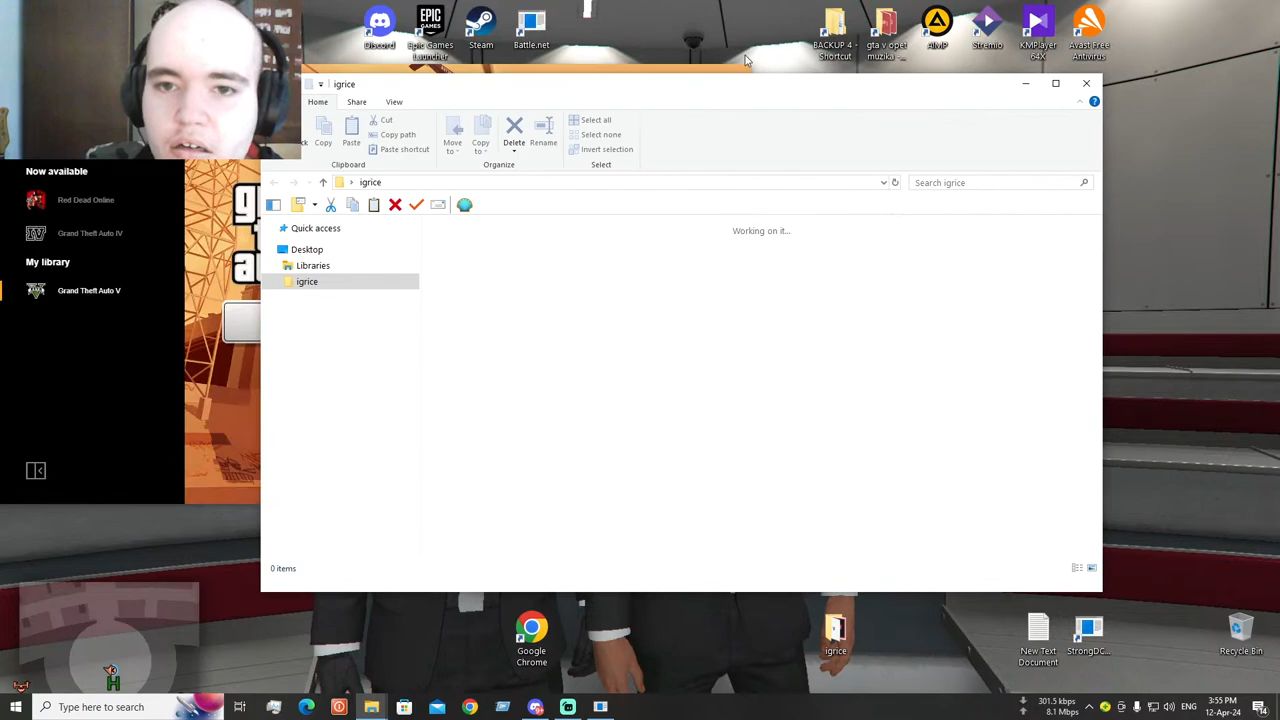 Discord
Epic Games
Launcher
Steam
Battle.net
BACKUP 4 -
Shortcut
gta v opet
muzika -...
AIMP
Stremio
KMPlayer
64X
Avast Free
Antivirus
EPIC
GAMES
igrice
Home
Share
View
Copy
Paste
Cut
Copy path
Paste shortcut
Clipboard
Move
to
Copy
to
Delete
Rename
Organize
Select all
Select none
Invert selection
Select
igrice
Search igrice
Quick access
Desktop
Libraries
igrice
Working on it...
0 items
Now available
Red Dead Online
Grand Theft Auto IV
My library
Grand Theft Auto V
Google
Chrome
igrice
New Text
Document
StrongDC...
Recycle Bin
Type here to search
301.5 kbps
8.1 Mbps
ENG
3:55 PM
12-Apr-24